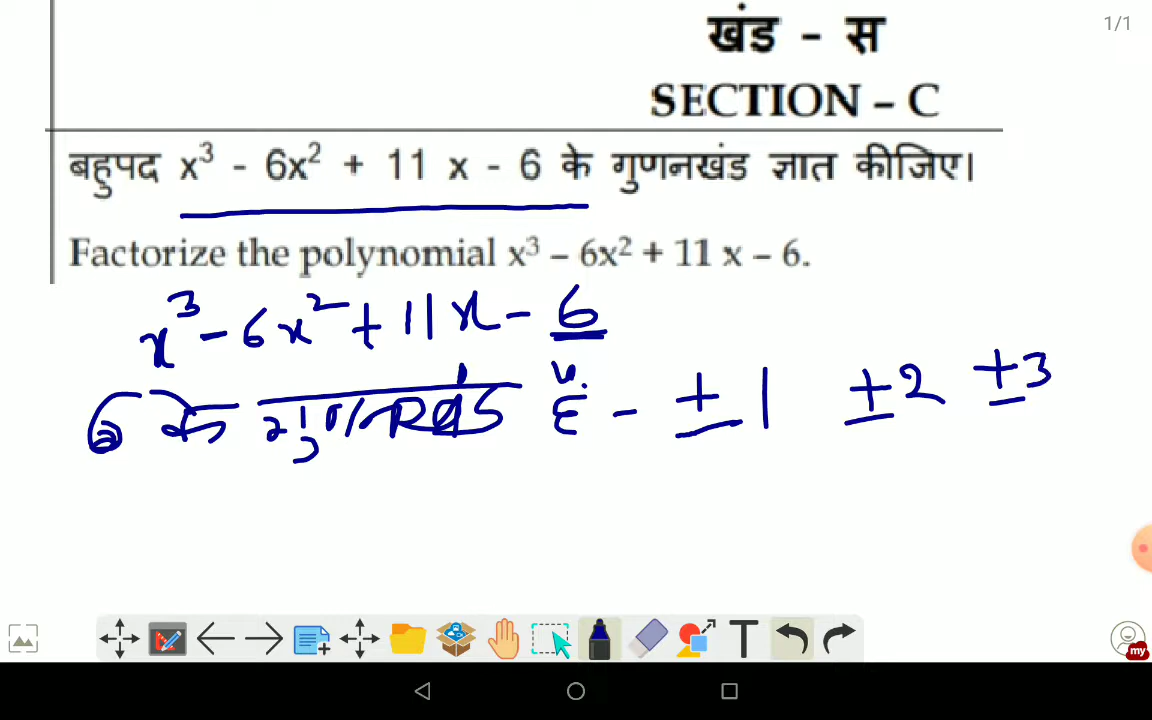 1/1
खंड - स
SECTION – C
बहुपद x³ - 6x² + 11 x - 6 के गुणनखंड ज्ञात कीजिए।
Factorize the polynomial x³ – 6x² + 11 x – 6.
x³ - 6x² + 11x - 6
6 के हैं - ±1 ±2 ±3
T
my